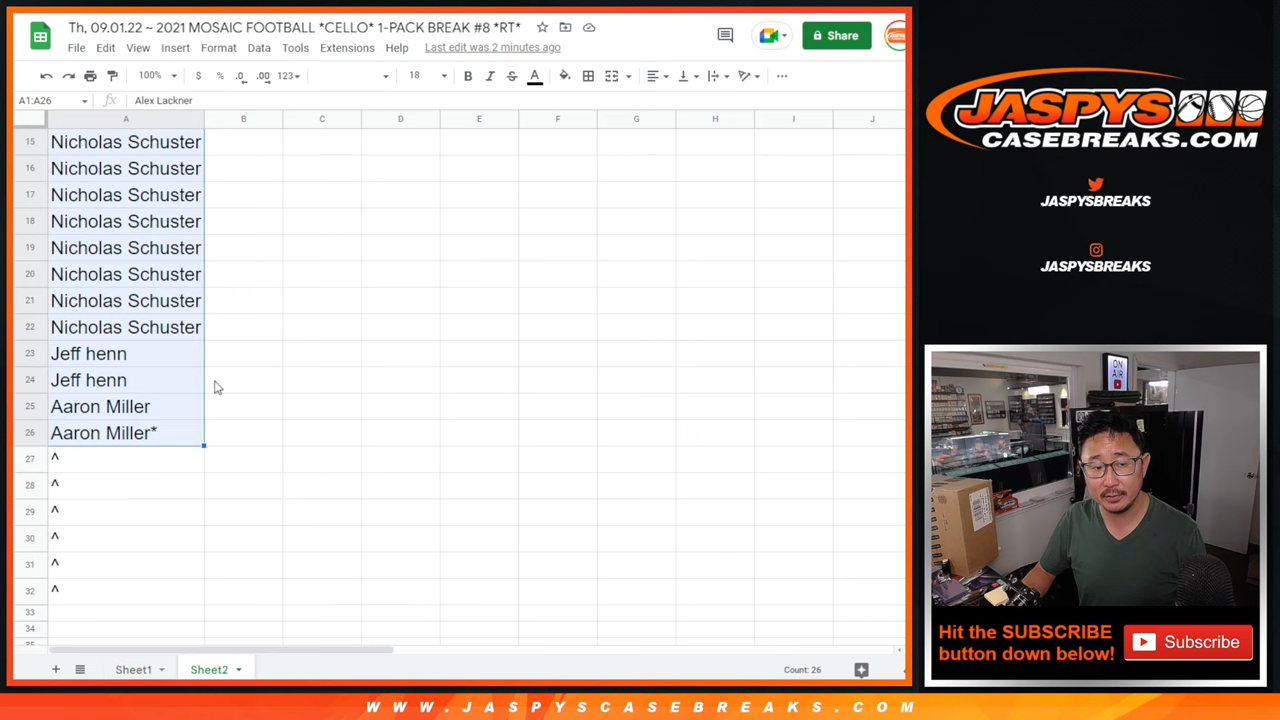 Th, 09.01.22 ~ 2021 MOSAIC FOOTBALL *CELLO* 1-PACK BREAK #8 *RT*
File Edit View Insert Format Data Tools Extensions Help Last edit was 2 minutes ago
Share
100% $ % .0 .00 123 18 B I S A
A1:A26 fx Alex Lackner
A B C D E F G H I J
15 Nicholas Schuster
16 Nicholas Schuster
17 Nicholas Schuster
18 Nicholas Schuster
19 Nicholas Schuster
20 Nicholas Schuster
21 Nicholas Schuster
22 Nicholas Schuster
23 Jeff henn
24 Jeff henn
25 Aaron Miller
26 Aaron Miller*
27 ^
28 ^
29 ^
30 ^
31 ^
32 ^
33
34
Sheet1 Sheet2 Count: 26
JASPYS
CASEBREAKS.COM
JASPYSBREAKS
JASPYSBREAKS
ON
AIR
Hit the SUBSCRIBE
button down below!
Subscribe
WWW.JASPYSCASEBREAKS.COM